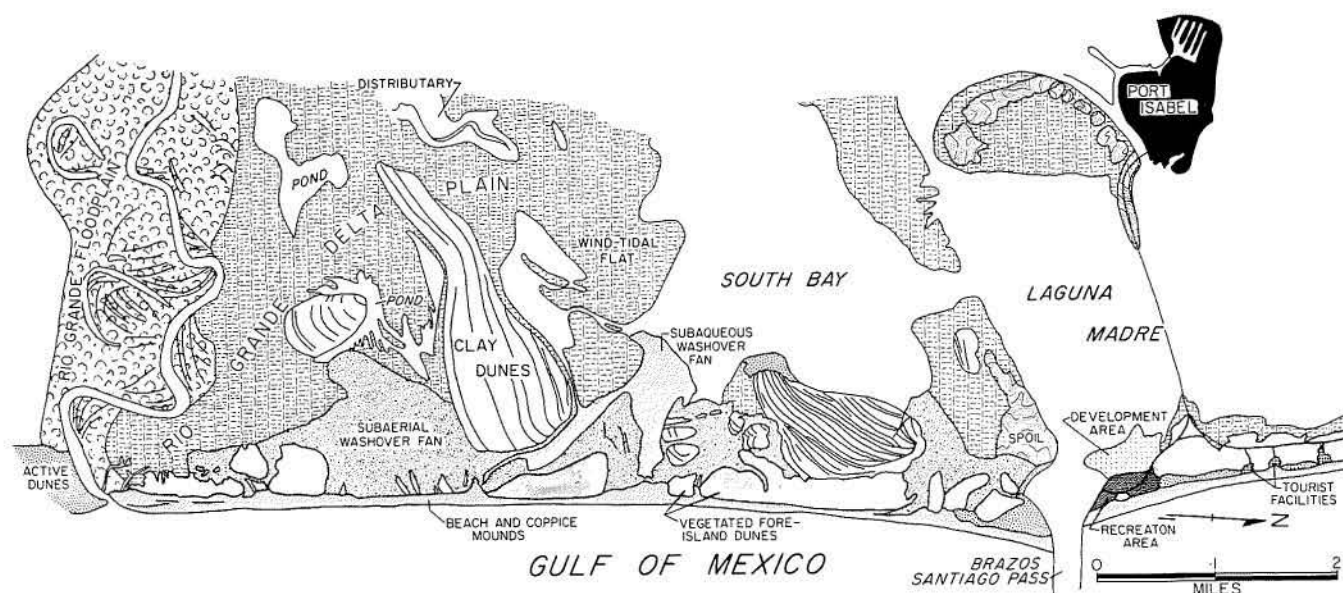 DISTRIBUTARY
PORT
ISABEL
POND
RIO GRANDE FLOODPLAIN
RIO GRANDE DELTA PLAIN
WIND-TIDAL
FLAT
SOUTH BAY
LAGUNA
MADRE
POND
CLAY
DUNES
SUBAQUEOUS
WASHOVER
FAN
SUBAERIAL
WASHOVER FAN
DEVELOPMENT
AREA
SPOIL
ACTIVE
DUNES
TOURIST
FACILITIES
BEACH AND COPPICE
MOUNDS
VEGETATED FORE-
ISLAND DUNES
RECREATON
AREA
N
GULF OF MEXICO
BRAZOS
SANTIAGO PASS
0 1 2
MILES